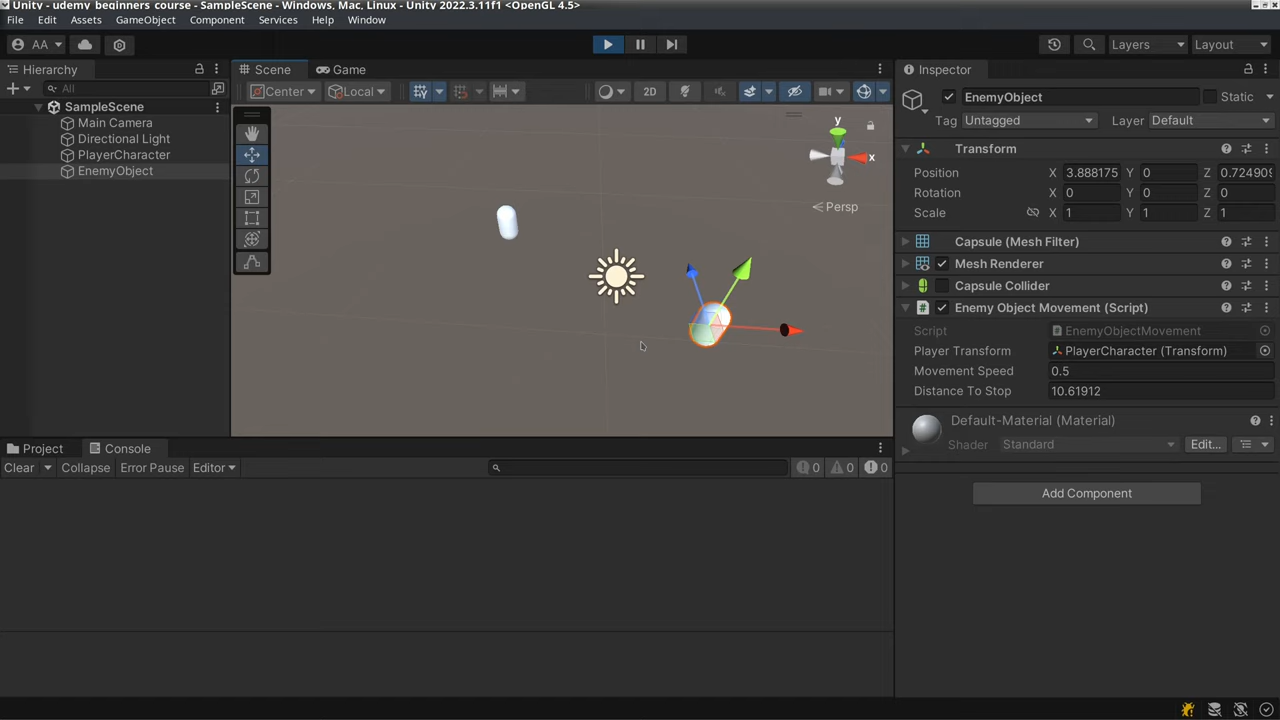 Unity - udemy_beginners_course - SampleScene - Windows, Mac, Linux - Unity 2022.3.11f1 <OpenGL 4.5>
File Edit Assets GameObject Component Services Help Window
AA Layers Layout
Hierarchy
All
SampleScene
Main Camera
Directional Light
PlayerCharacter
EnemyObject
Scene Game
Center Local 2D
y
x
Persp
Inspector
EnemyObject Static
Tag Untagged Layer Default
Transform
Position X 3.888175 Y 0 Z 0.724909
Rotation X 0 Y 0 Z 0
Scale X 1 Y 1 Z 1
Capsule (Mesh Filter)
Mesh Renderer
Capsule Collider
Enemy Object Movement (Script)
Script EnemyObjectMovement
Player Transform PlayerCharacter (Transform)
Movement Speed 0.5
Distance To Stop 10.61912
Default-Material (Material)
Shader Standard Edit...
Add Component
Project Console
Clear Collapse Error Pause Editor 0 0 0